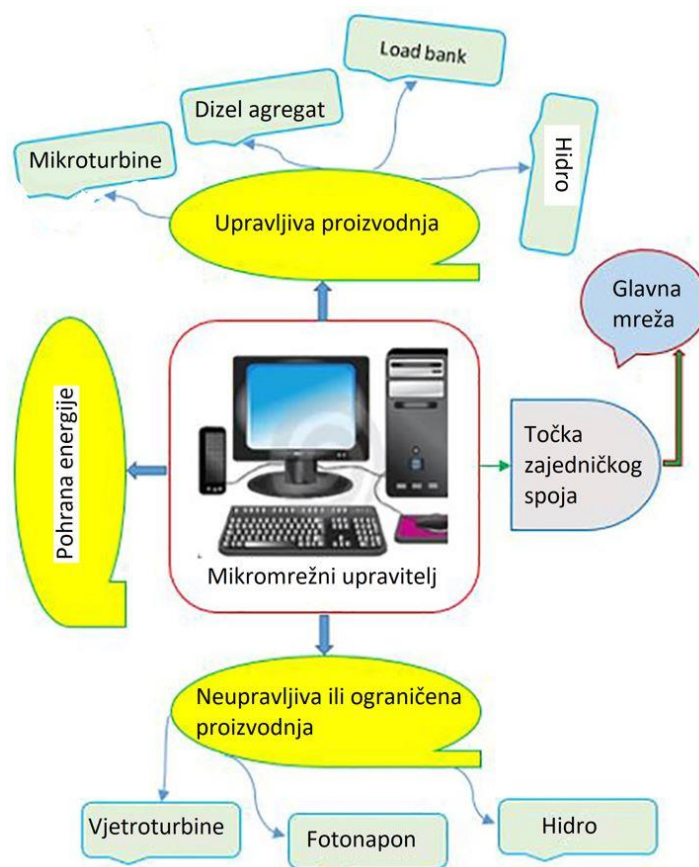 Load bank
Dizel agregat
Mikroturbine
Hidro
Upravljiva proizvodnja
Glavna
mreža
Pohrana energije
Točka
zajedničkog
spoja
Mikromrežni upravitelj
Neupravljiva ili ograničena
proizvodnja
Vjetroturbine
Fotonapon
Hidro